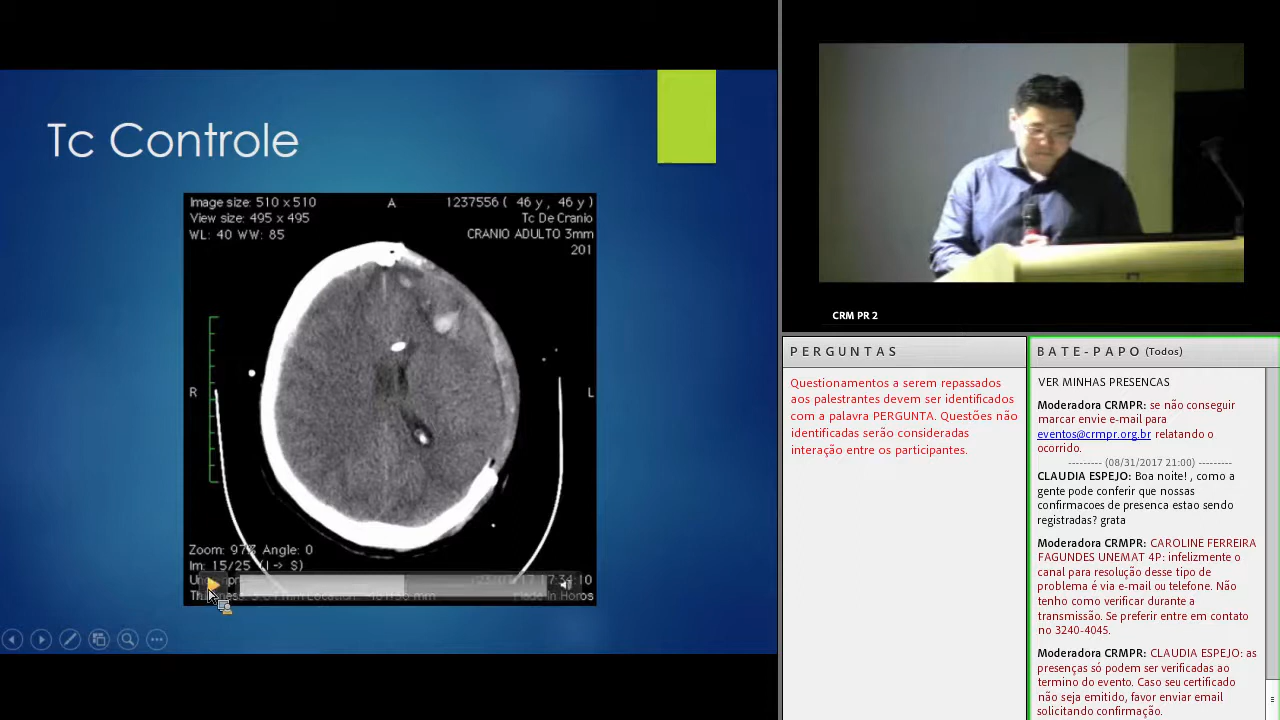 Tc Controle
Image size: 510 x 510
View size: 495 x 495
WL: 40 WW: 85
A
1237556 ( 46 y , 46 y )
Tc De Cranio
CRANIO ADULTO 3mm
201
R
L
Zoom: 97% Angle: 0
Im: 15/25 (I -> S)
Made In Horos
CRM PR 2
PERGUNTAS
Questionamentos a serem repassados
aos palestrantes devem ser identificados
com a palavra PERGUNTA. Questões não
identificadas serão consideradas
interação entre os participantes.
BATE-PAPO (Todos)
VER MINHAS PRESENCAS
Moderadora CRMPR: se não conseguir
marcar envie e-mail para
eventos@crmpr.org.br relatando o
ocorrido.
--------- (08/31/2017 21:00) ---------
CLAUDIA ESPEJO: Boa noite! , como a
gente pode conferir que nossas
confirmacoes de presenca estao sendo
registradas? grata
Moderadora CRMPR: CAROLINE FERREIRA
FAGUNDES UNEMAT 4P: infelizmente o
canal para resolução desse tipo de
problema é via e-mail ou telefone. Não
tenho como verificar durante a
transmissão. Se preferir entre em contato
no 3240-4045.
Moderadora CRMPR: CLAUDIA ESPEJO: as
presenças só podem ser verificadas ao
termino do evento. Caso seu certificado
não seja emitido, favor enviar email
solicitando confirmação.